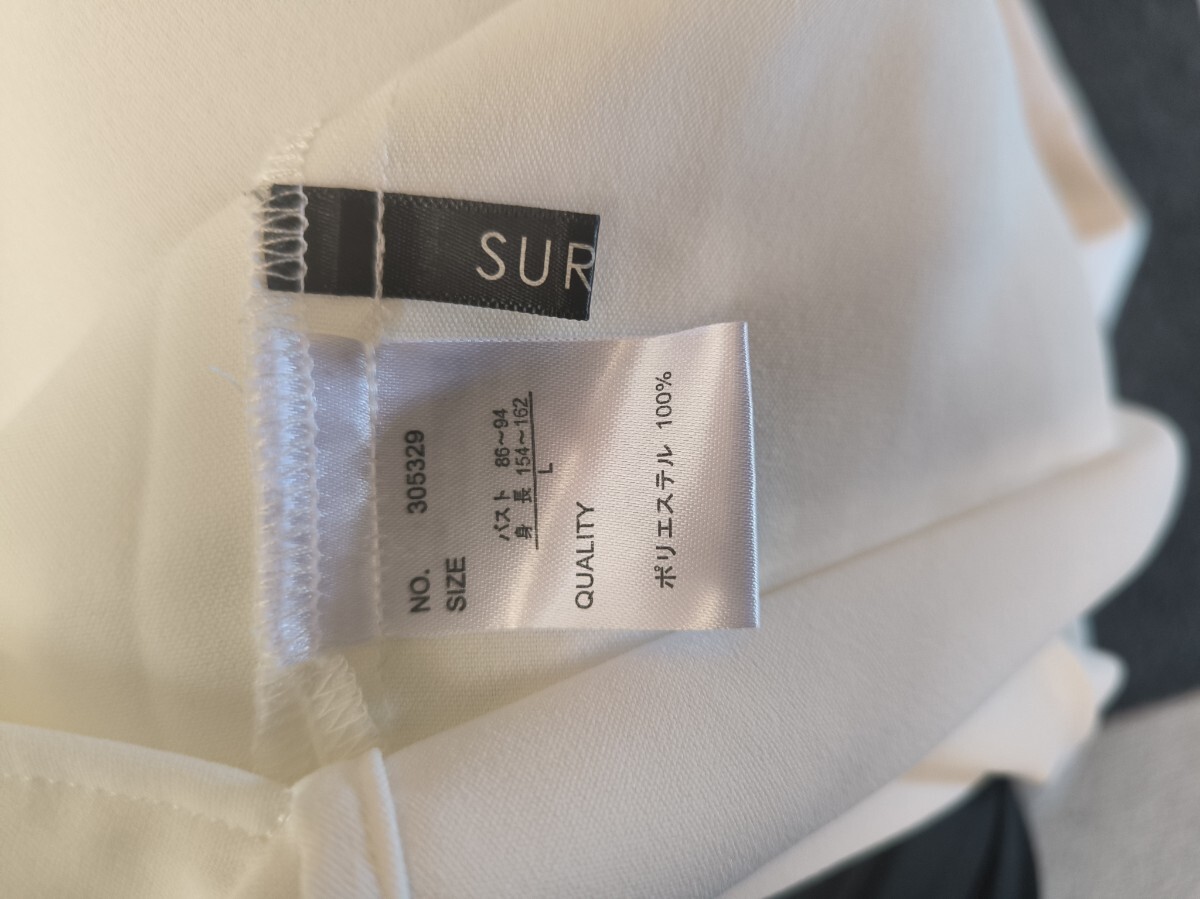 SUR
NO. 305329
SIZE
バスト 86～94
身 長 154～162
L
QUALITY
ポリエステル 100%